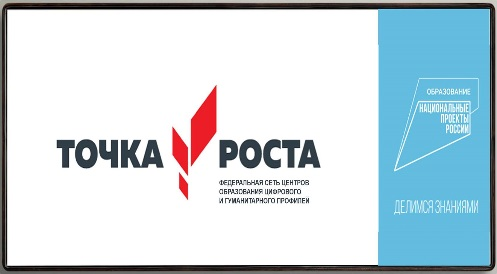 ТОЧКА РОСТА
ФЕДЕРАЛЬНАЯ СЕТЬ ЦЕНТРОВ
ОБРАЗОВАНИЯ ЦИФРОВОГО
И ГУМАНИТАРНОГО ПРОФИЛЕЙ
ОБРАЗОВАНИЕ
НАЦИОНАЛЬНЫЕ
ПРОЕКТЫ
РОССИИ
ДЕЛИМСЯ ЗНАНИЯМИ